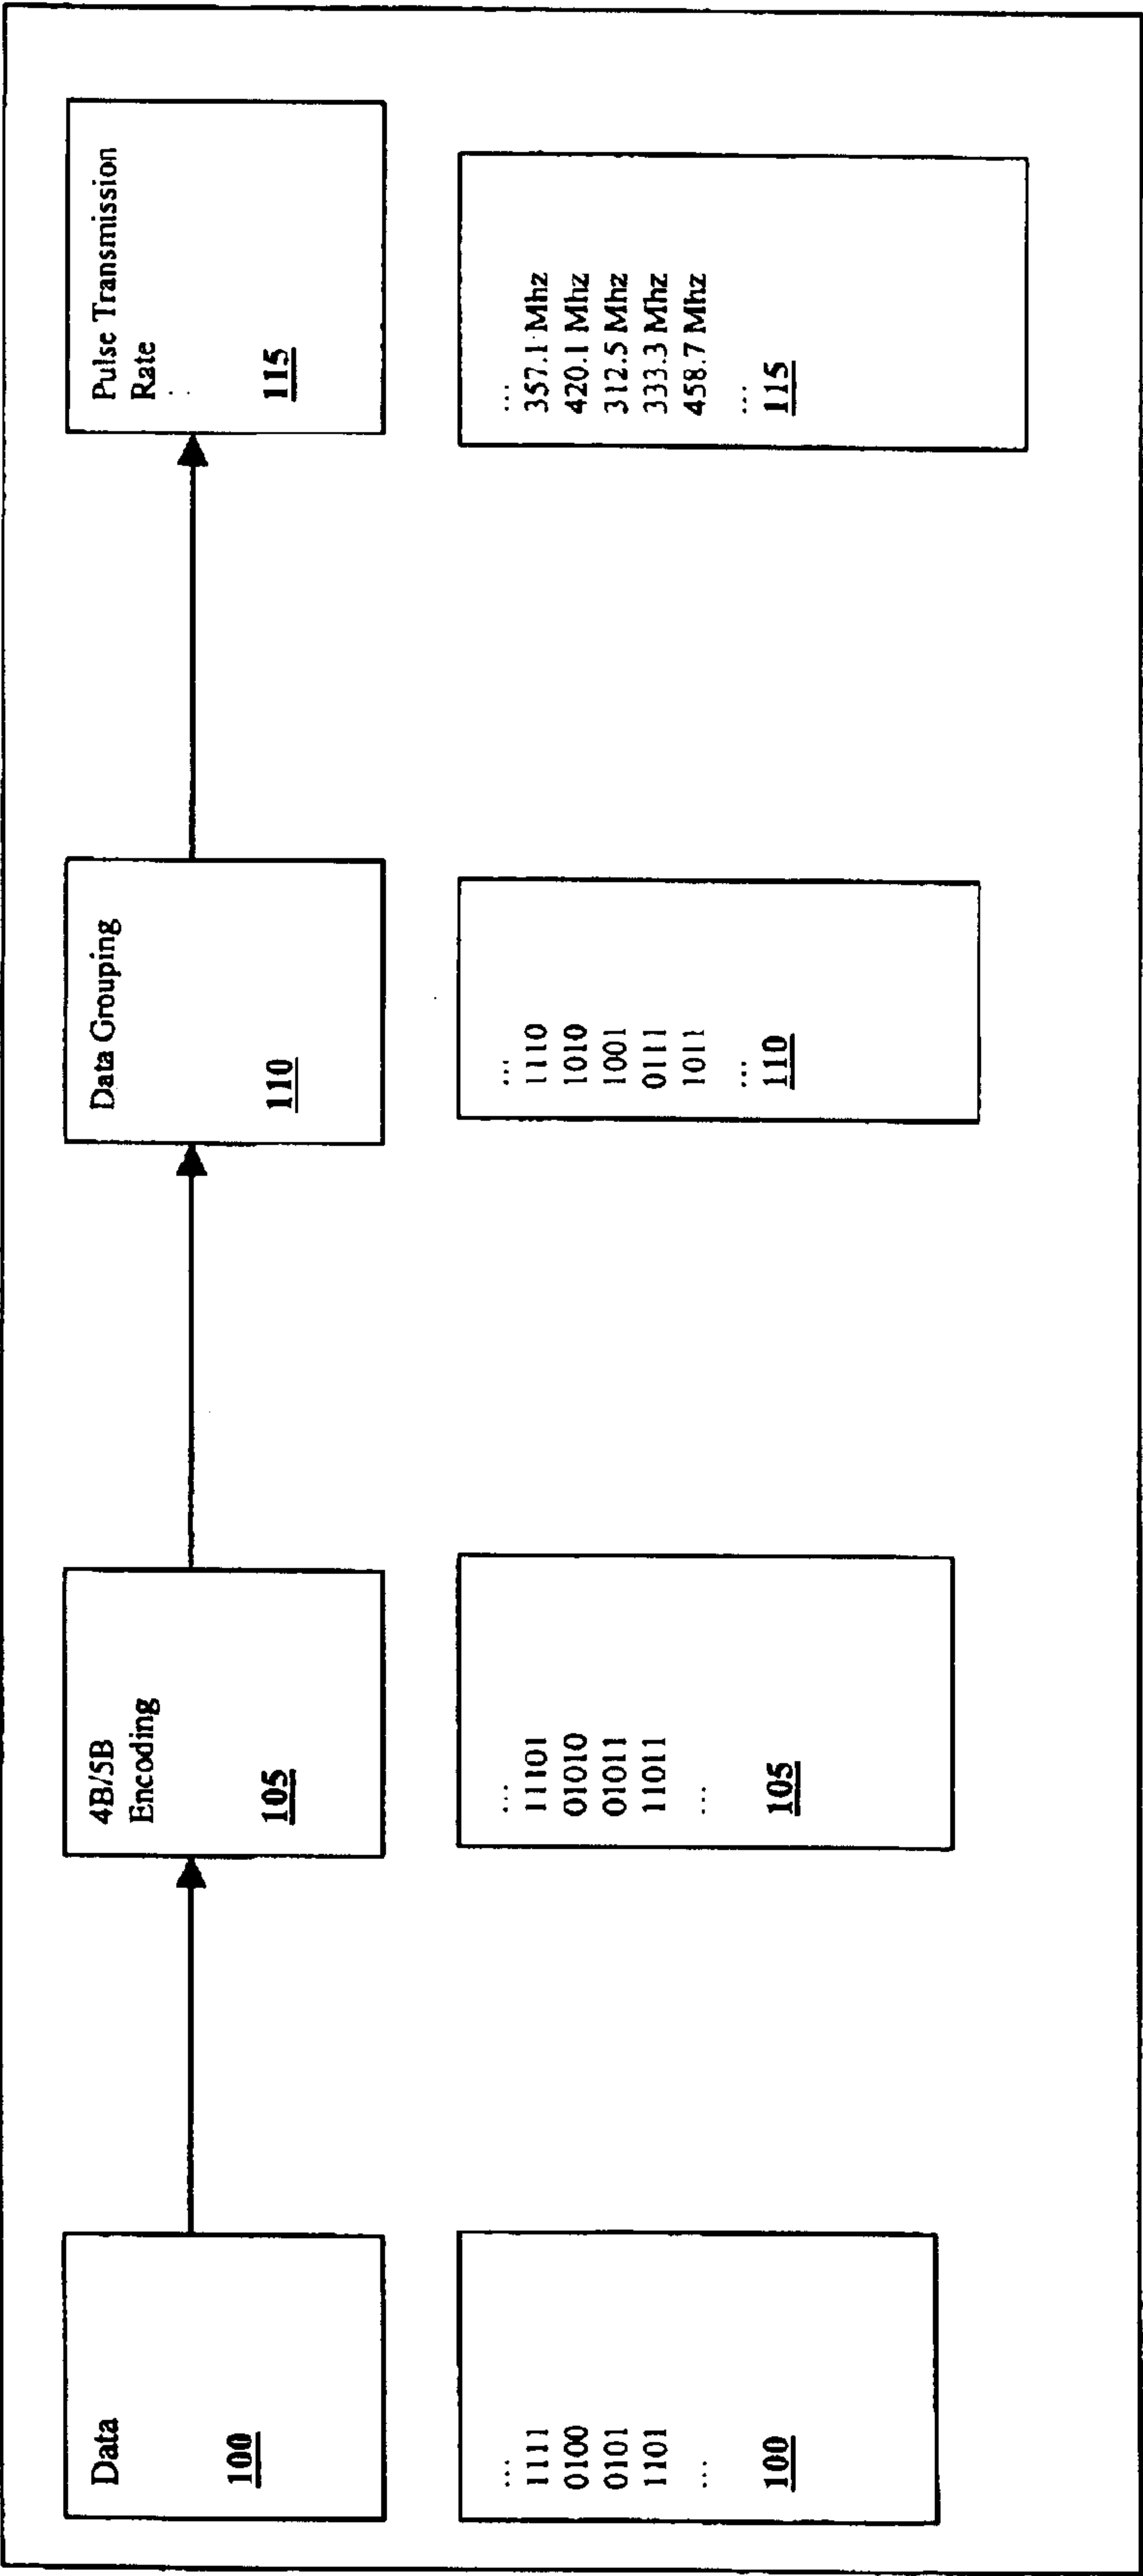 Data
100
4B/5B
Encoding
105
Data Grouping
110
Pulse Transmission
Rate
115
...
1111
0100
0101
1101
...
100
...
11101
01010
01011
11011
...
105
...
1110
1010
1001
0111
1011
...
110
...
357.1 Mhz
420.1 Mhz
312.5 Mhz
333.3 Mhz
458.7 Mhz
...
115